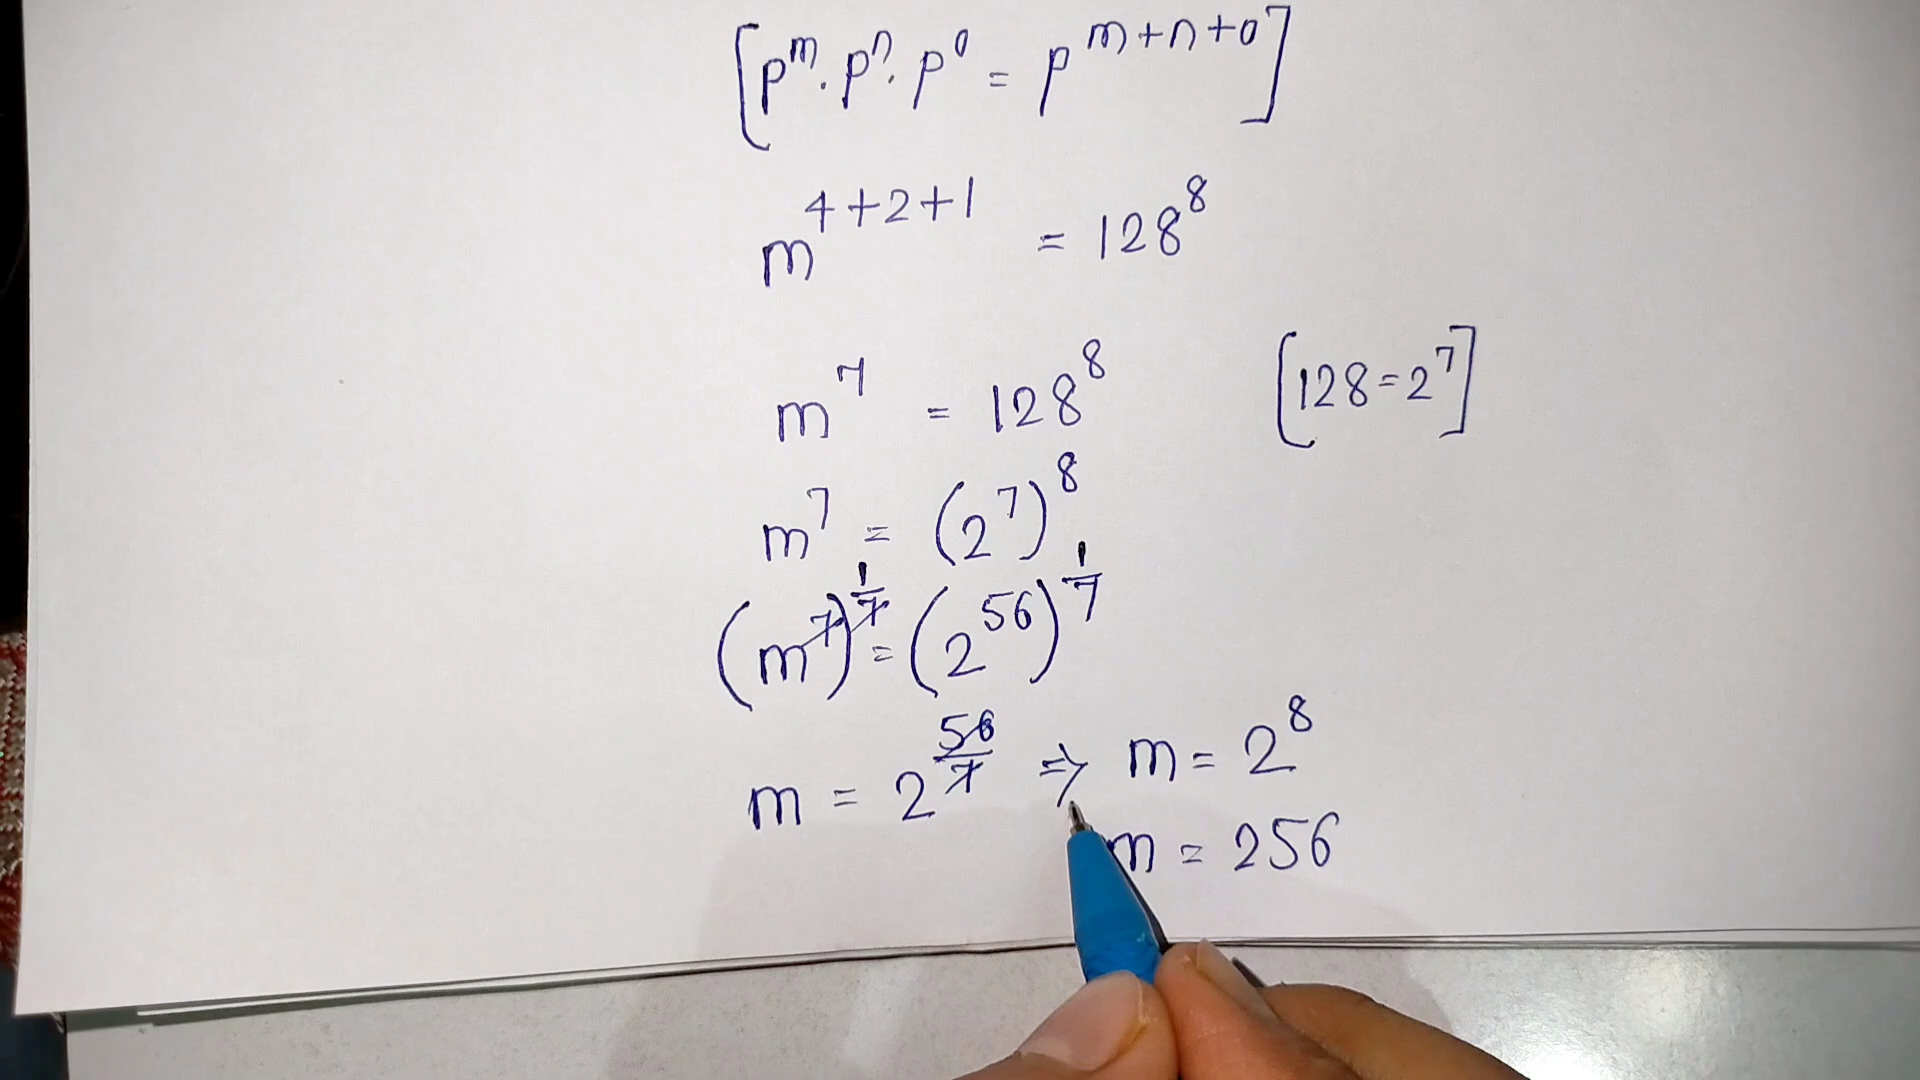 [p^m . p^n . p^o = p^{m+n+o}]
m^{4+2+1} = 128^8
m^7 = 128^8 [128=2^7]
m^7 = (2^7)^8
(m^7)^{1/7} = (2^{56})^{1/7}
m = 2^{56/7} ⇒ m = 2^8
m = 256